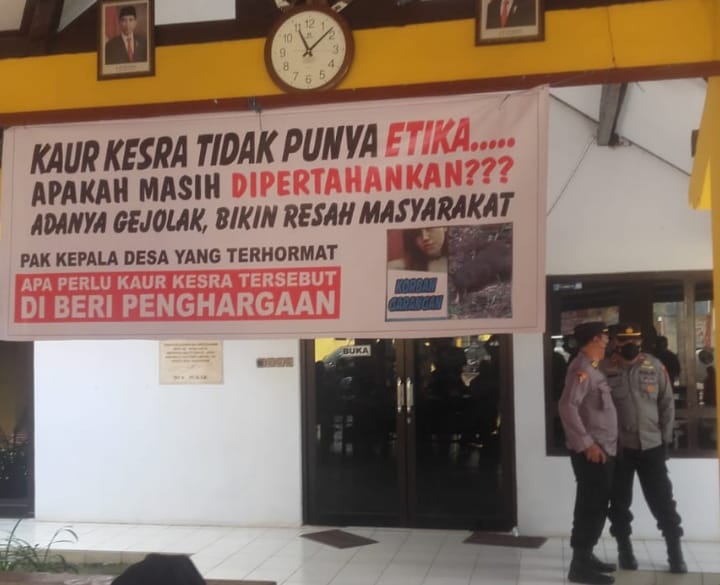 KAUR KESRA TIDAK PUNYA ETIKA.....
APAKAH MASIH DIPERTAHANKAN???
ADANYA GEJOLAK, BIKIN RESAH MASYARAKAT
PAK KEPALA DESA YANG TERHORMAT
APA PERLU KAUR KESRA TERSEBUT
DI BERI PENGHARGAAN
KORBAN
GARANGAN
BUKA